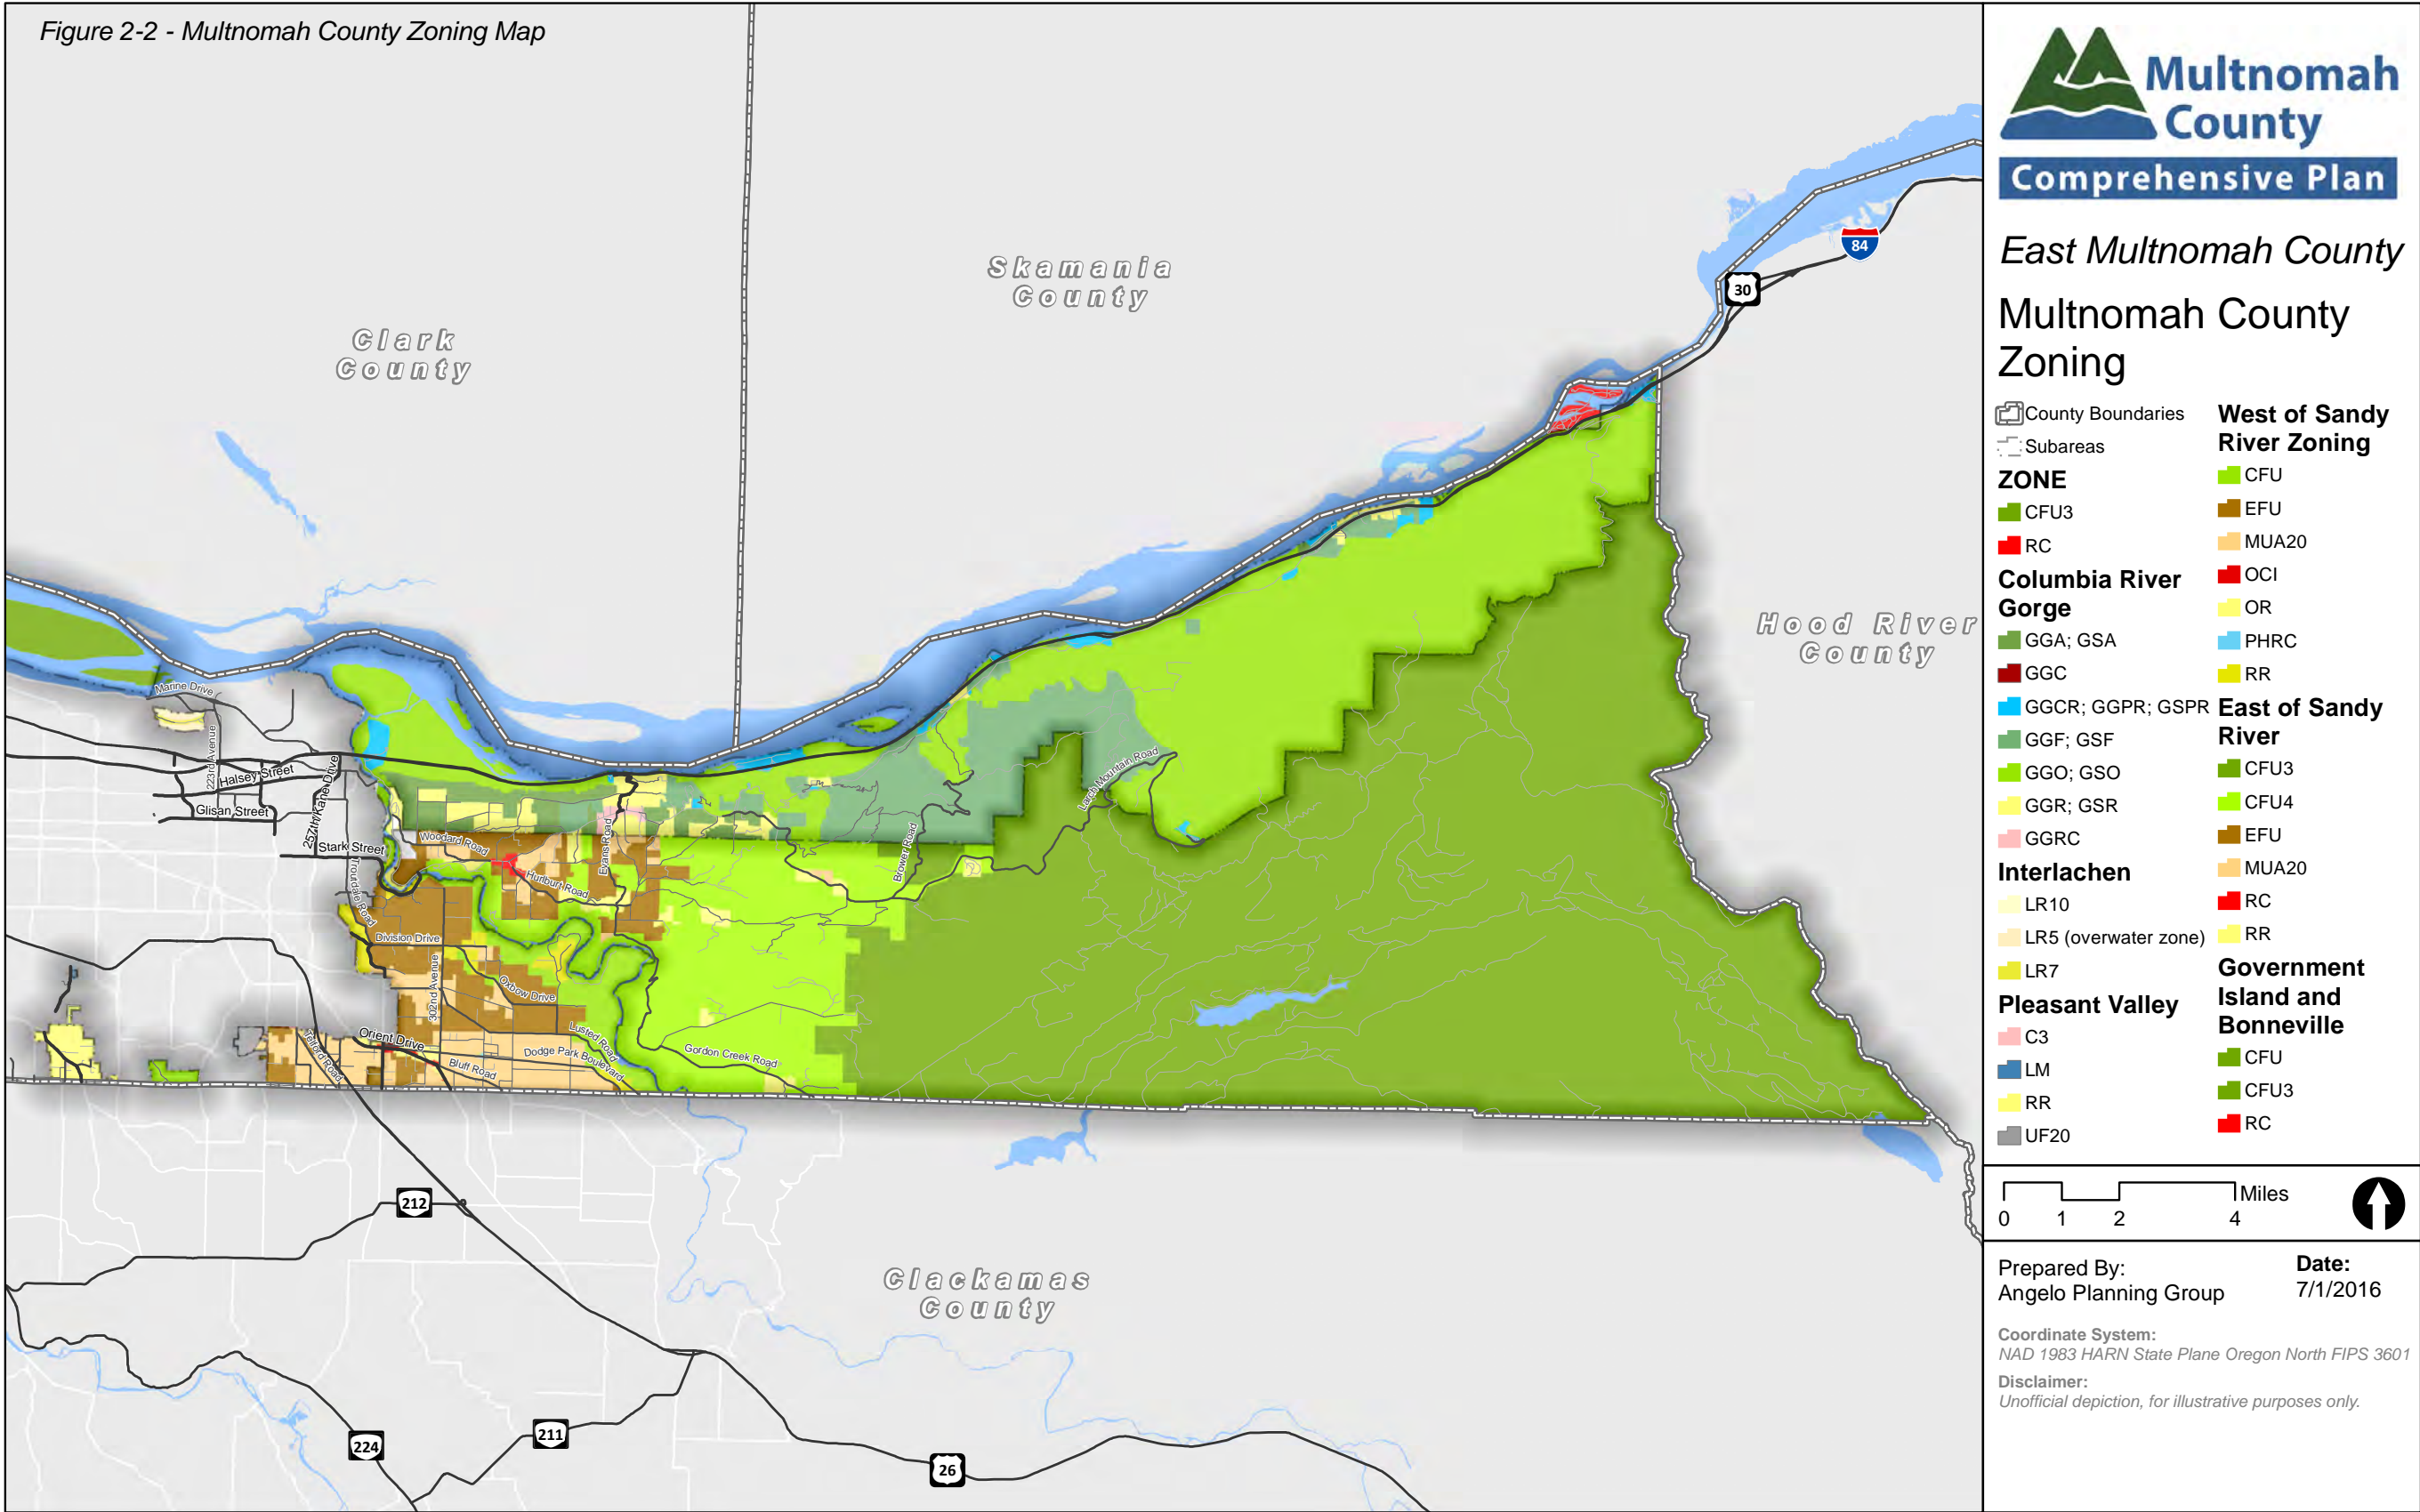 Figure 2-2 - Multnomah County Zoning Map
Clark
County
Skamania
County
Hood River
County
Clackamas
County
84
30
212
224
211
26
Marine Drive
223rd Avenue
Halsey Street
Glisan Street
257th/Kane Drive
Stark Street
Troutdale Road
Woodard Road
Hurlburt Road
Evans Road
Brower Road
Larch Mountain Road
Division Drive
302nd Avenue
Oxbow Drive
Lusted Road
Orient Drive
Telford Road
Bluff Road
Dodge Park Boulevard
Gordon Creek Road
Multnomah
County
Comprehensive Plan
East Multnomah County
Multnomah County
Zoning
County Boundaries
Subareas
ZONE
CFU3
RC
Columbia River
Gorge
GGA; GSA
GGC
GGCR; GGPR; GSPR
GGF; GSF
GGO; GSO
GGR; GSR
GGRC
Interlachen
LR10
LR5 (overwater zone)
LR7
Pleasant Valley
C3
LM
RR
UF20
West of Sandy
River Zoning
CFU
EFU
MUA20
OCI
OR
PHRC
RR
East of Sandy
River
CFU3
CFU4
EFU
MUA20
RC
RR
Government
Island and
Bonneville
CFU
CFU3
RC
Miles
0 1 2 4
Prepared By:
Angelo Planning Group
Date:
7/1/2016
Coordinate System:
NAD 1983 HARN State Plane Oregon North FIPS 3601
Disclaimer:
Unofficial depiction, for illustrative purposes only.